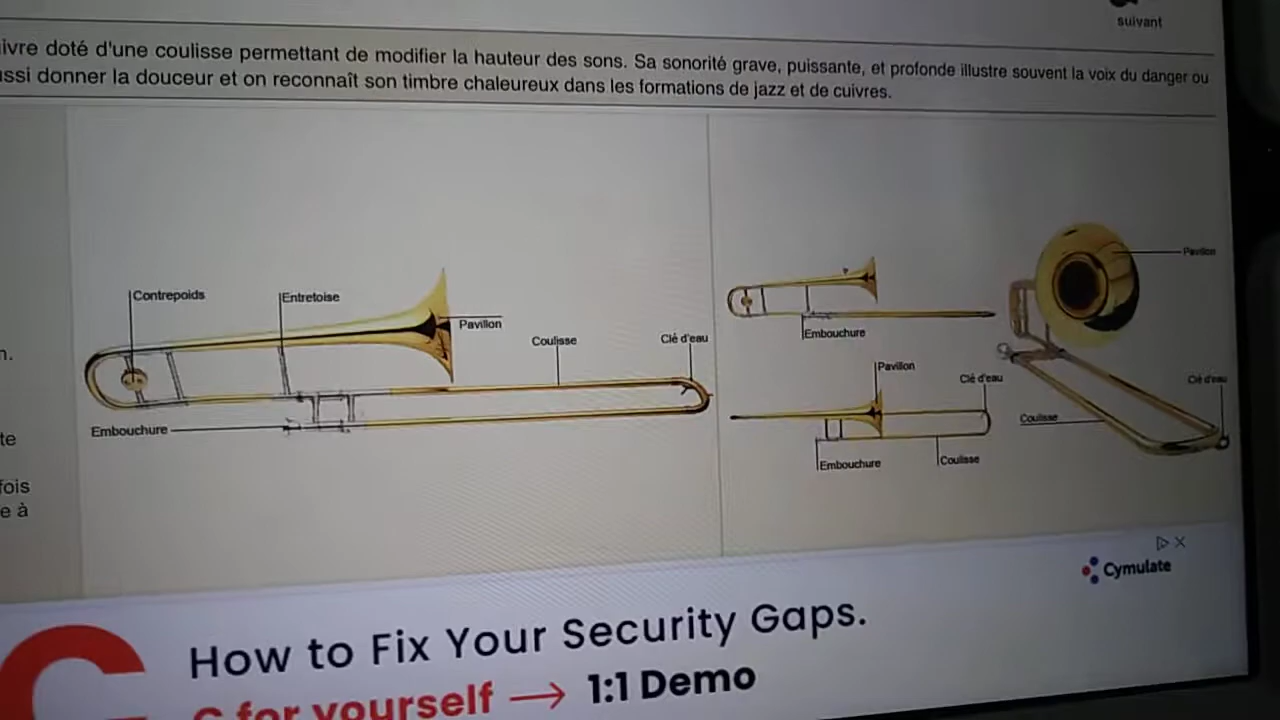 suivant
ivre doté d'une coulisse permettant de modifier la hauteur des sons. Sa sonorité grave, puissante, et profonde illustre souvent la voix du danger ou
ussi donner la douceur et on reconnaît son timbre chaleureux dans les formations de jazz et de cuivres.
Contrepoids
Entretoise
Pavillon
Coulisse
Clé d'eau
Embouchure
Embouchure
Pavillon
Clé d'eau
Embouchure
Coulisse
Pavillon
Clé d'eau
Coulisse
n.
te
fois
e à
Cymulate
How to Fix Your Security Gaps.
for yourself → 1:1 Demo